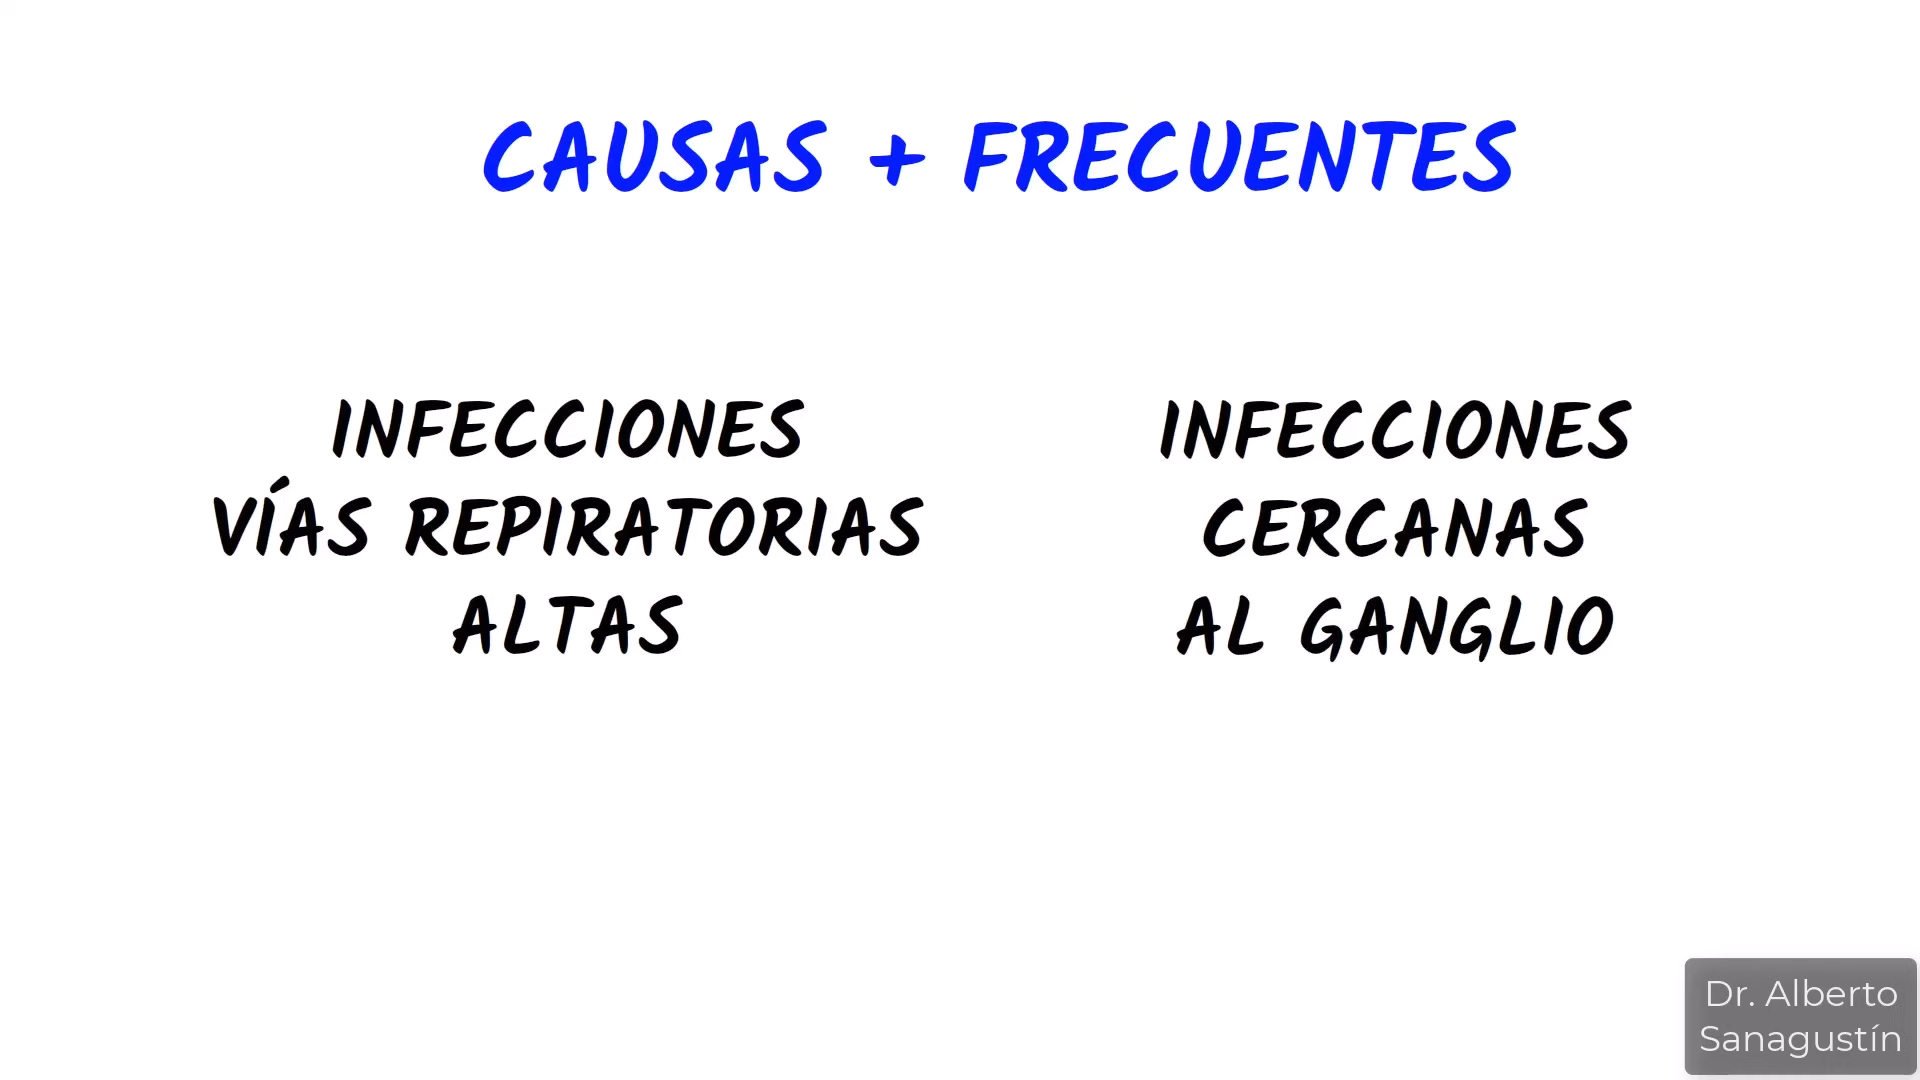 CAUSAS + FRECUENTES
INFECCIONES
VÍAS REPIRATORIAS
ALTAS
INFECCIONES
CERCANAS
AL GANGLIO
Dr. Alberto
Sanagustín